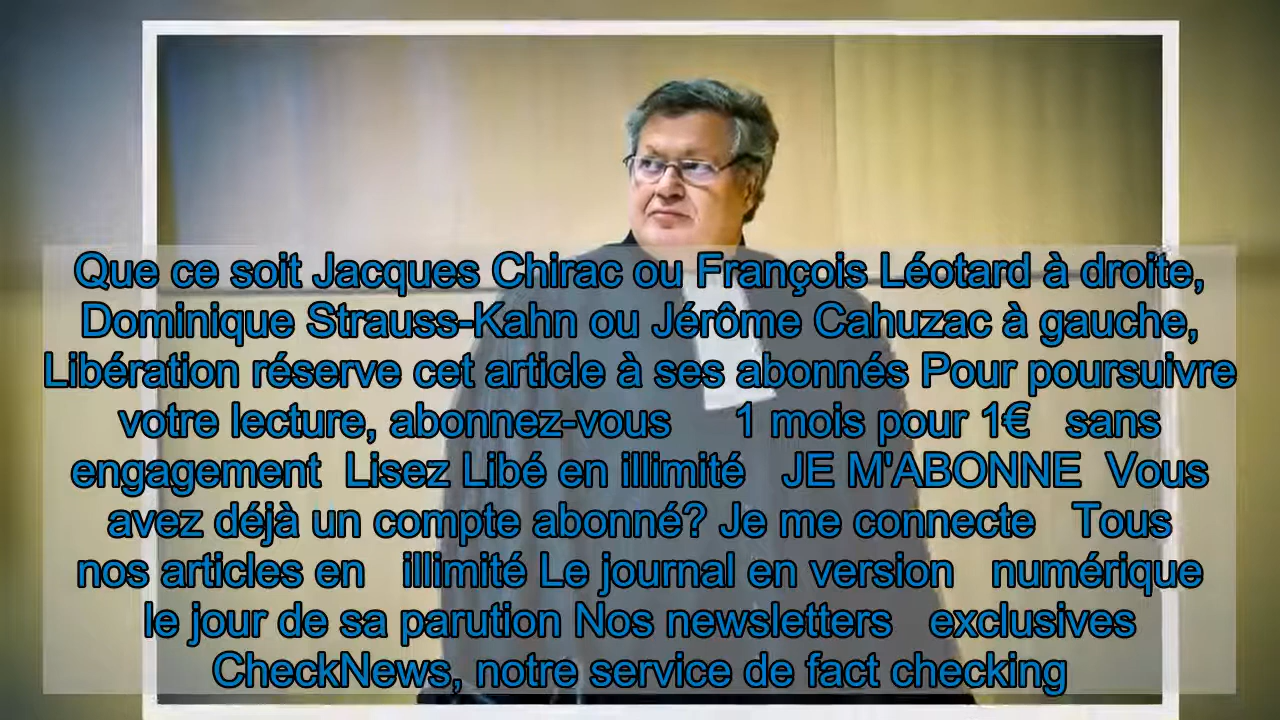 Que ce soit Jacques Chirac ou François Léotard à droite,
Dominique Strauss-Kahn ou Jérôme Cahuzac à gauche,
Libération réserve cet article à ses abonnés Pour poursuivre
votre lecture, abonnez-vous 1 mois pour 1€ sans
engagement Lisez Libé en illimité JE M'ABONNE Vous
avez déjà un compte abonné? Je me connecte Tous
nos articles en illimité Le journal en version numérique
le jour de sa parution Nos newsletters exclusives
CheckNews, notre service de fact checking